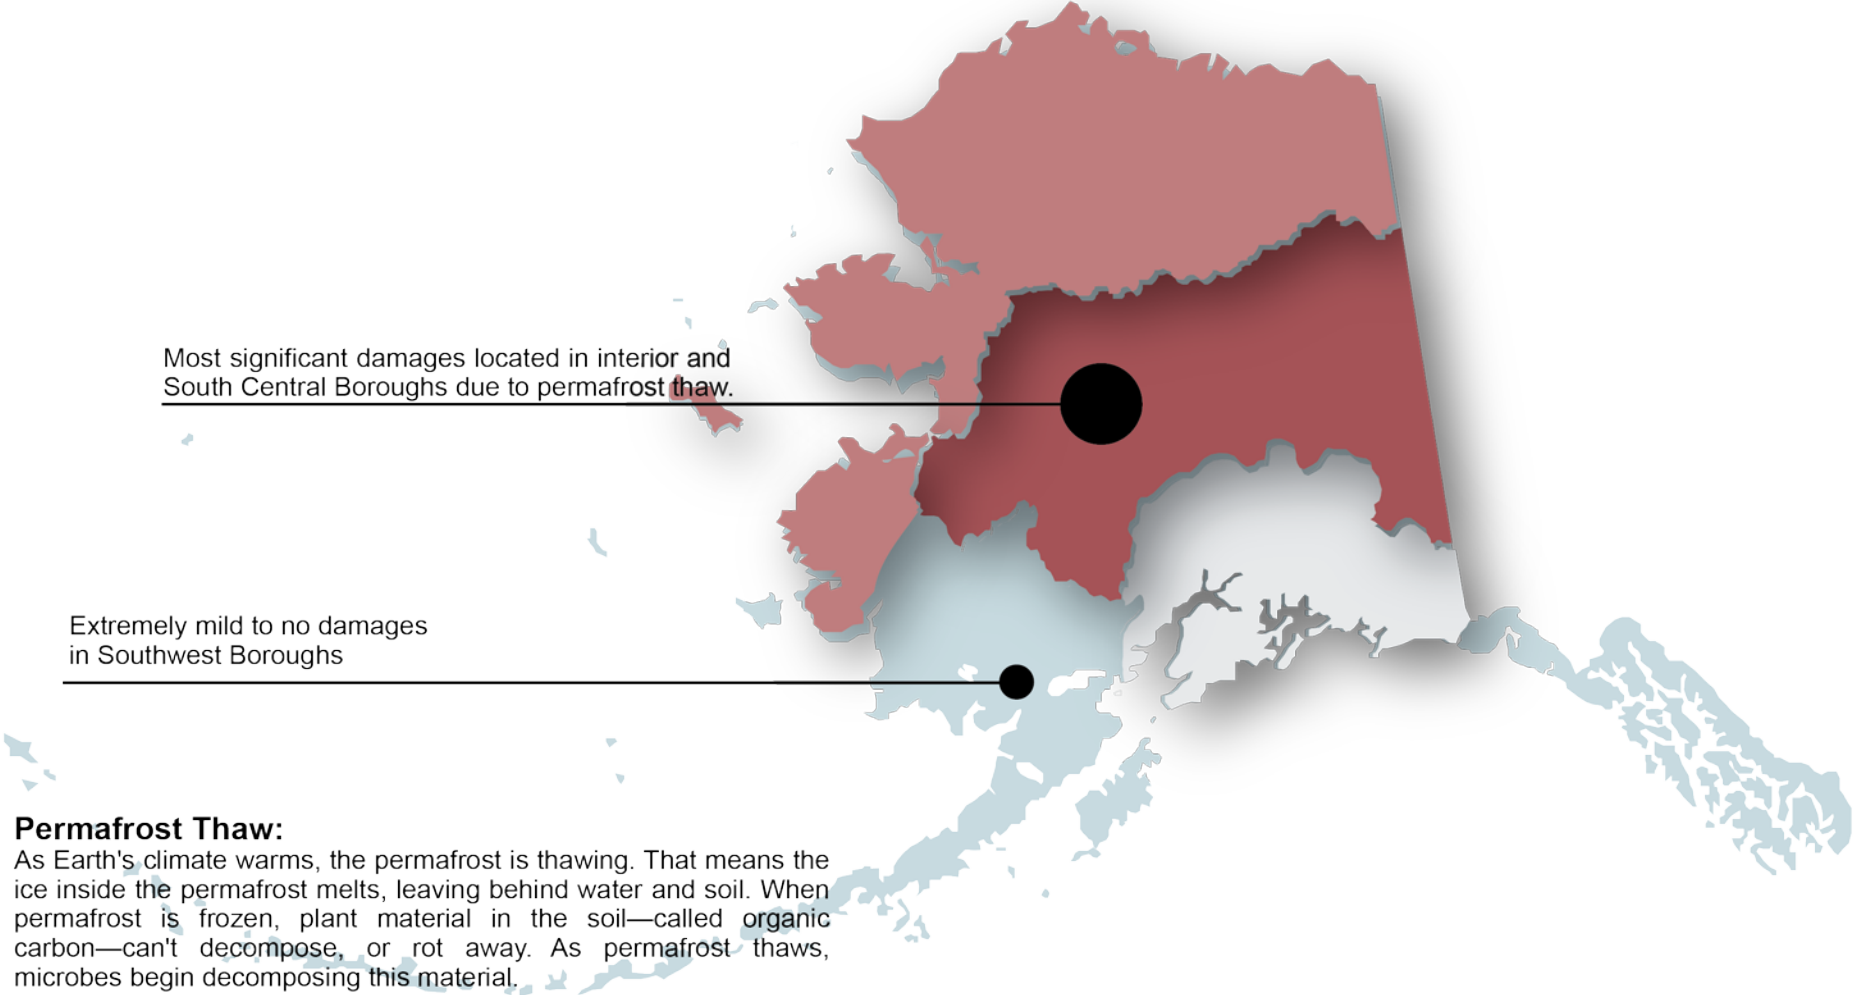 Most significant damages located in interior and
South Central Boroughs due to permafrost thaw.
Extremely mild to no damages
in Southwest Boroughs
Permafrost Thaw:
As Earth's climate warms, the permafrost is thawing. That means the
ice inside the permafrost melts, leaving behind water and soil. When
permafrost is frozen, plant material in the soil—called organic
carbon—can't decompose, or rot away. As permafrost thaws,
microbes begin decomposing this material.